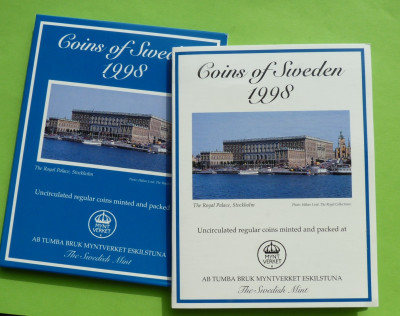 Coins of Swe
1998
The Royal Palace, Stockholm
Uncirculated regular coins minted and packed
MYNT
VERKET
AB TUMBA BRUK MYNTVERKET ESKILSTUNA
The Swedish Mint
Coins of Sweden
1998
The Royal Palace, Stockholm
Uncirculated regular coins minted and packed at
MYNT
VERKET
AB TUMBA BRUK MYNTVERKET ESKILSTUNA
The Swedish Mint